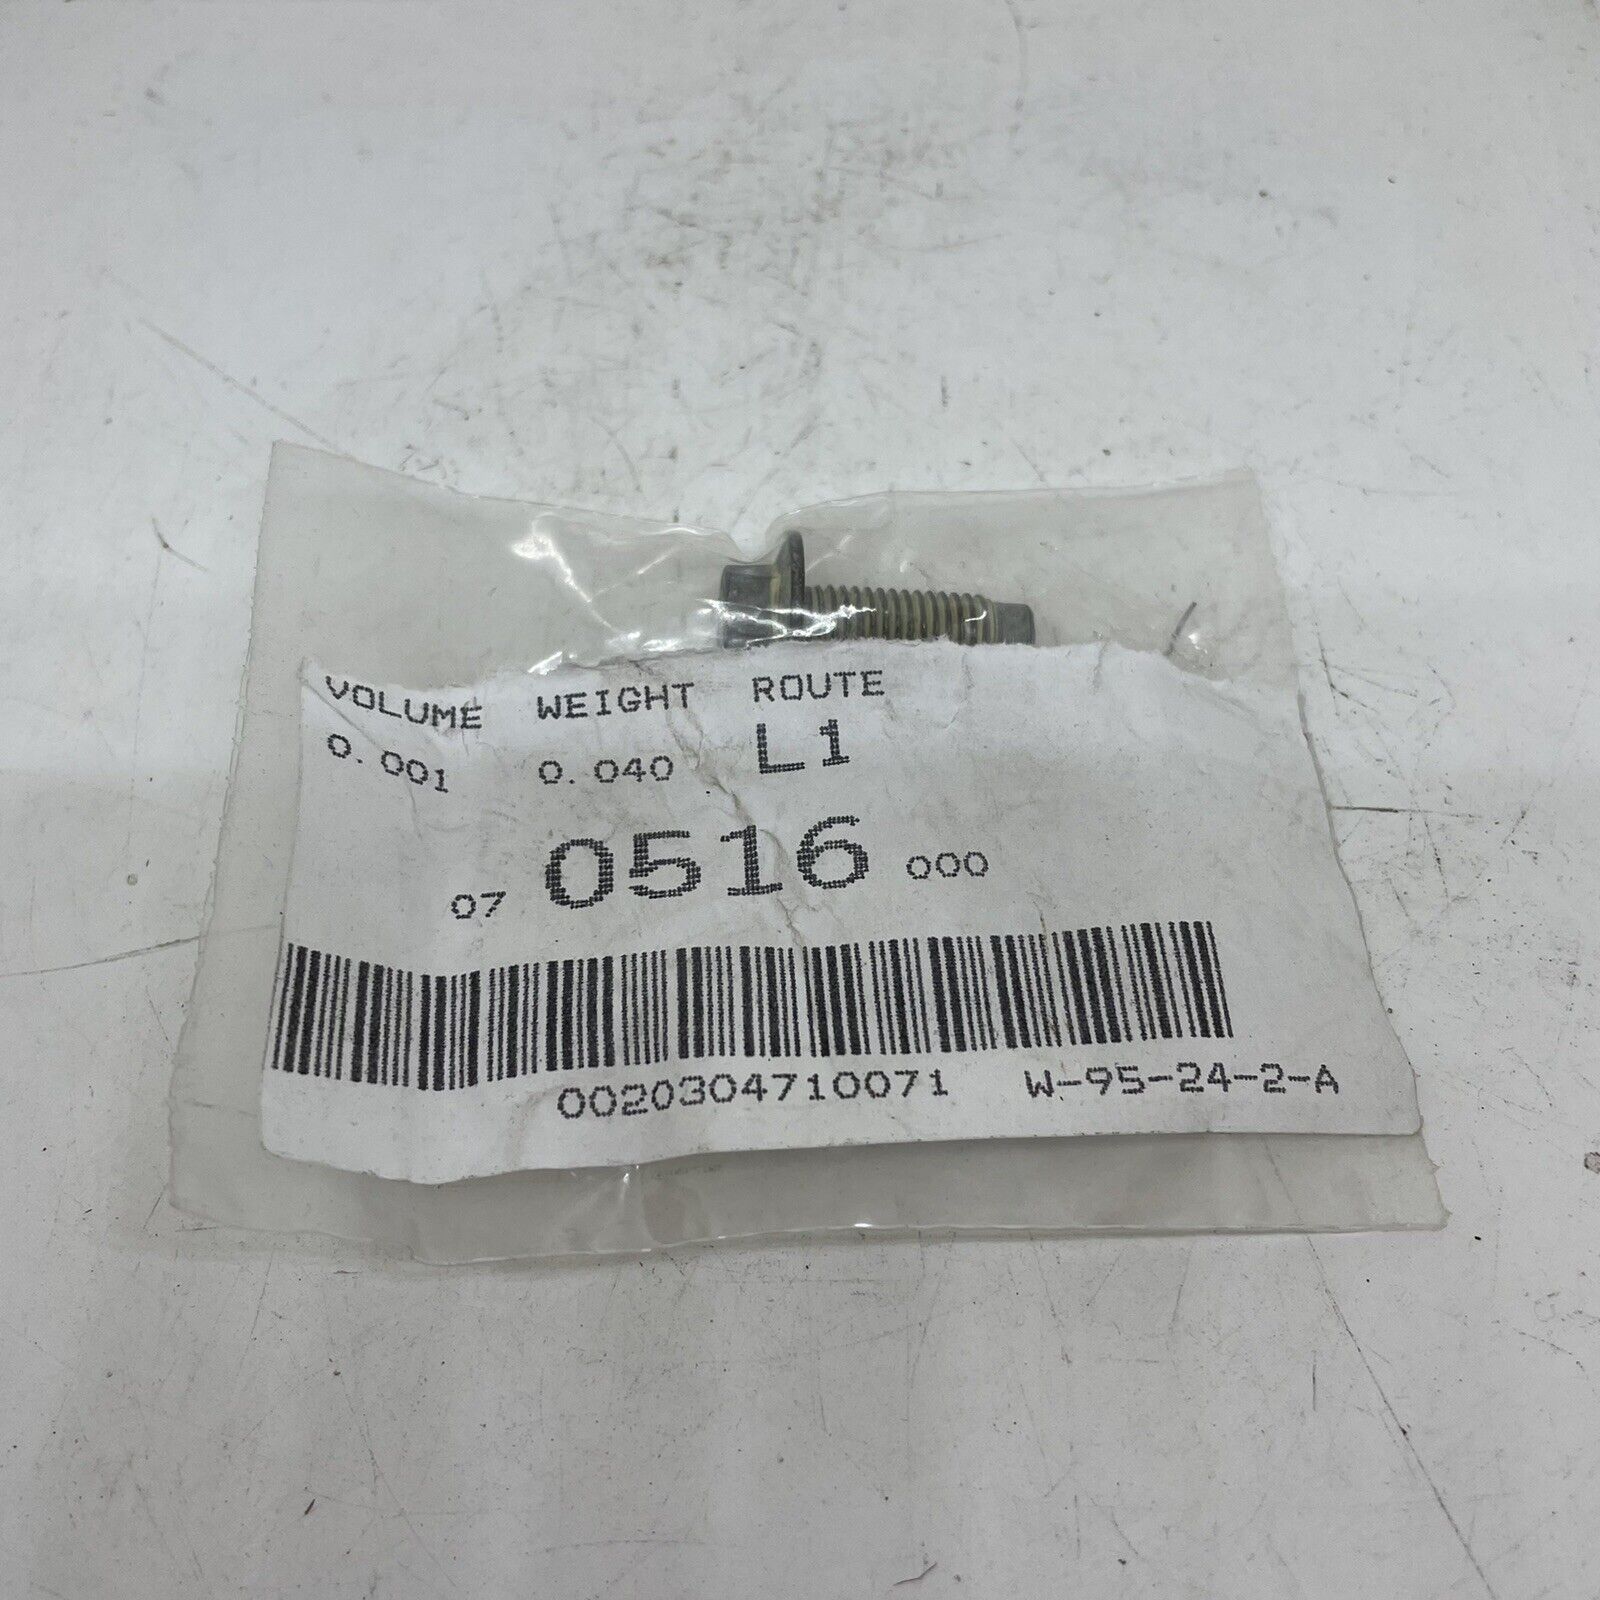 VOLUME WEIGHT ROUTE
0.001 0.040 L1
07 0516 000
0020304710071 W-95-24-2-A